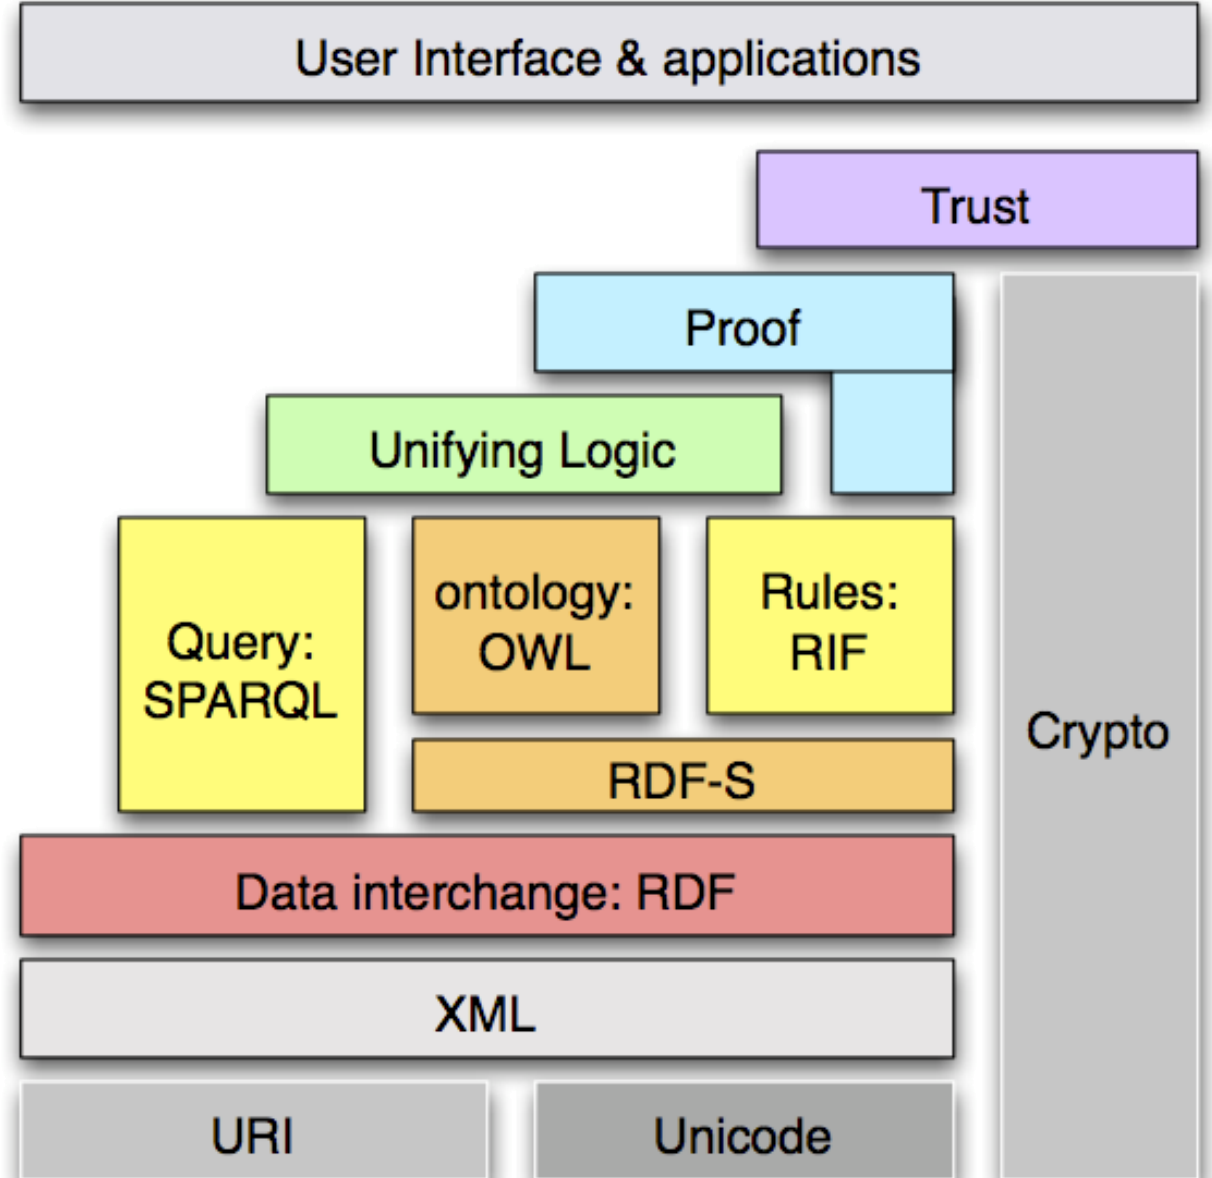 User Interface & applications
Trust
Proof
Unifying Logic
Query:
SPARQL
ontology:
OWL
Rules:
RIF
Crypto
RDF-S
Data interchange: RDF
XML
URI
Unicode